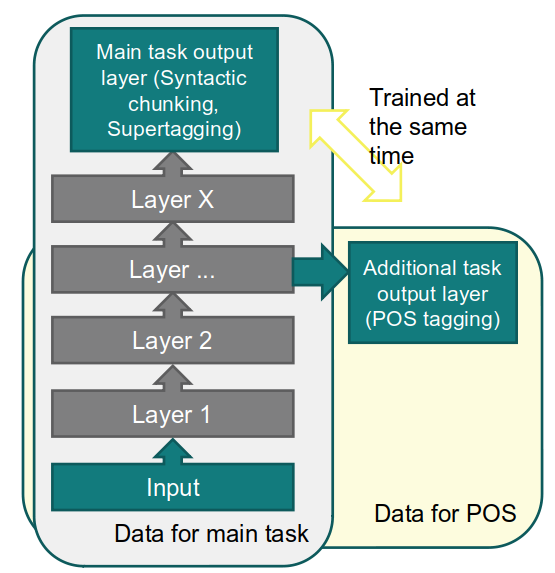 Main task output
layer (Syntactic
chunking,
Supertagging)
Trained at
the same
time
Layer X
Layer ...
Additional task
output layer
(POS tagging)
Layer 2
Layer 1
Input
Data for POS
Data for main task